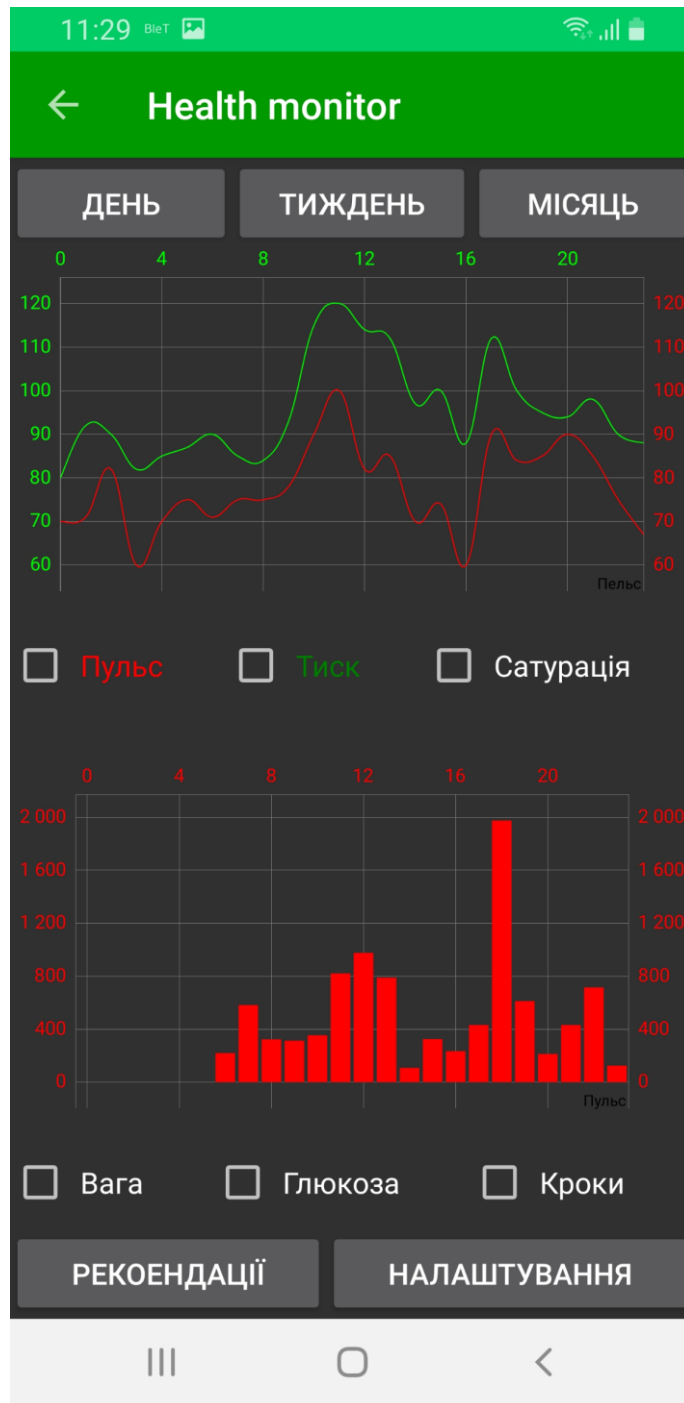 11:29 BIeT
Health monitor
ДЕНЬ ТИЖДЕНЬ МІСЯЦЬ
0 4 8 12 16 20
120 120
110 110
100 100
90 90
80 80
70 70
60 60
Пельс
Пульс Тиск Сатурація
0 4 8 12 16 20
2 000 2 000
1 600 1 600
1 200 1 200
800 800
400 400
0 0
Пульс
Вага Глюкоза Кроки
РЕКОЕНДАЦІЇ НАЛАШТУВАННЯ